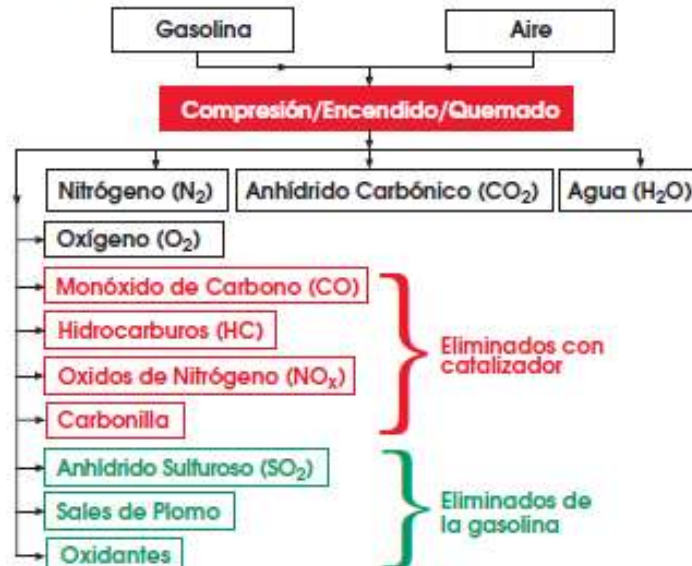 Gasolina
Aire
Compresión/Encendido/Quemado
Nitrógeno (N₂)
Anhídrido Carbónico (CO₂)
Agua (H₂O)
Oxígeno (O₂)
Monóxido de Carbono (CO)
Hidrocarburos (HC)
Oxidos de Nitrógeno (NOₓ)
Carbonilla
Eliminados con
catalizador
Anhídrido Sulfuroso (SO₂)
Sales de Plomo
Oxidantes
Eliminados de
la gasolina